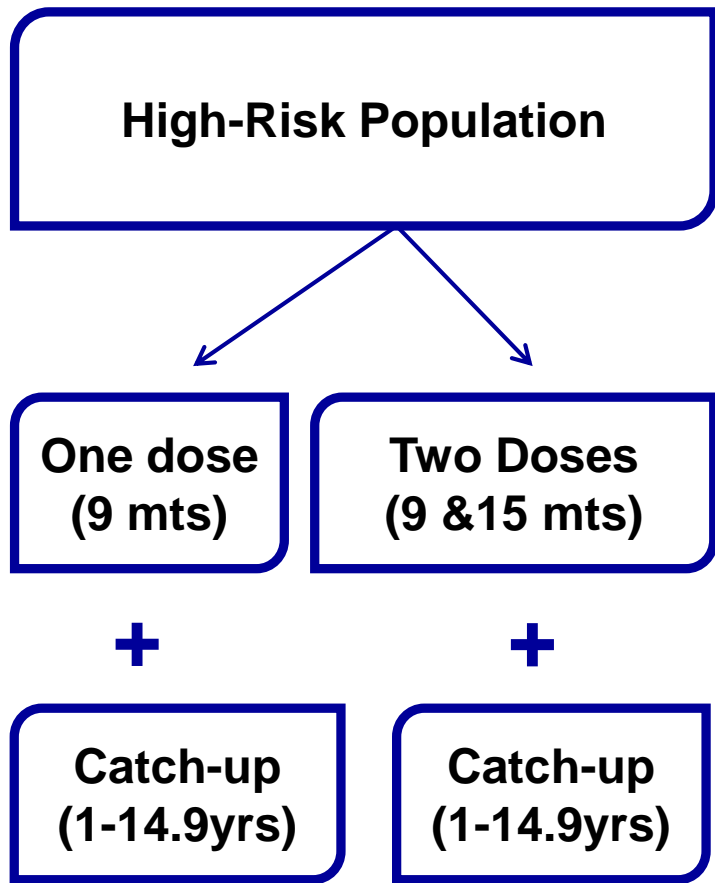 High-Risk Population
One dose
(9 mts)
Two Doses
(9 &15 mts)
+
+
Catch-up
(1-14.9yrs)
Catch-up
(1-14.9yrs)